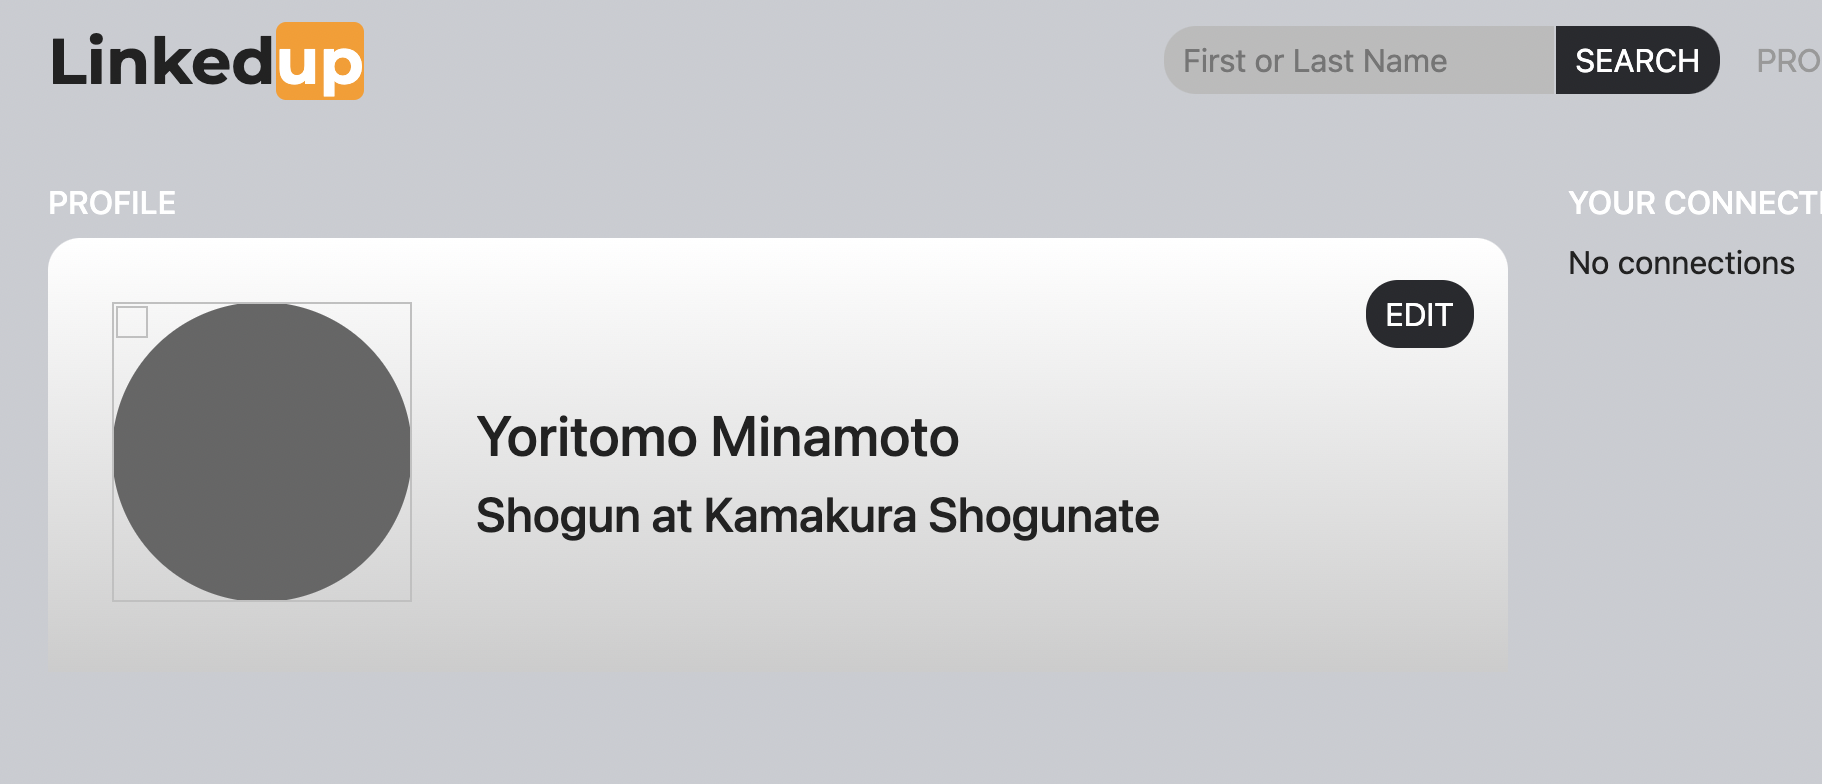 Linkedup
First or Last Name SEARCH PRO
PROFILE
YOUR CONNECT
No connections
EDIT
Yoritomo Minamoto
Shogun at Kamakura Shogunate